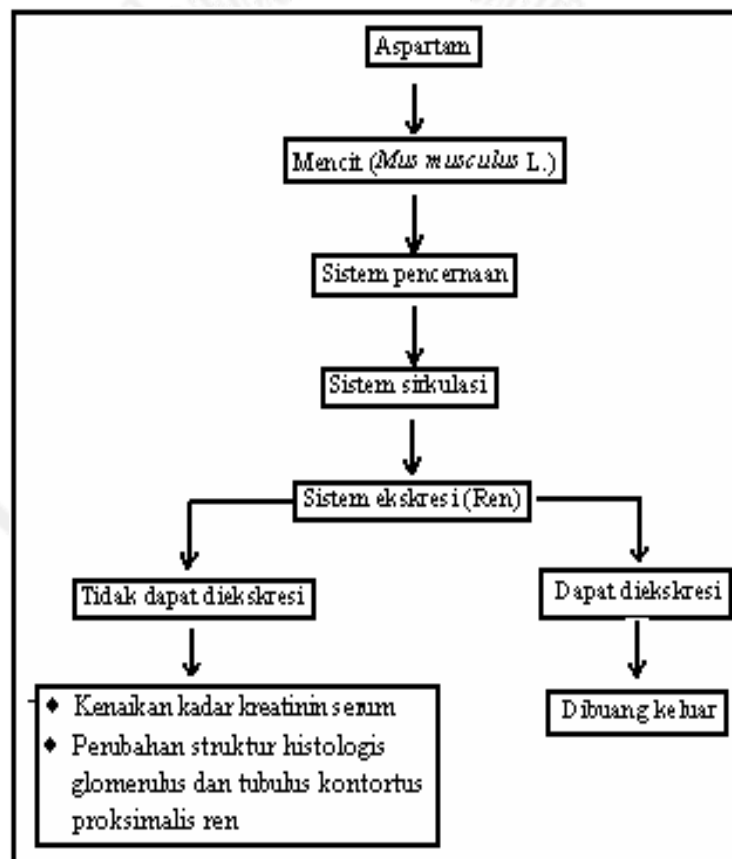 Aspartam
Mencit (Mus musculus L.)
Sistem pencernaan
Sistem sirkulasi
Sistem ekskresi (Ren)
Tidak dapat diekskresi
Dapat diekskresi
♦ Kenaikan kadar kreatinin serum
♦ Perubahan struktur histologis
glomerulus dan tubulus kontortus
proksimalis ren
Dibuang keluar